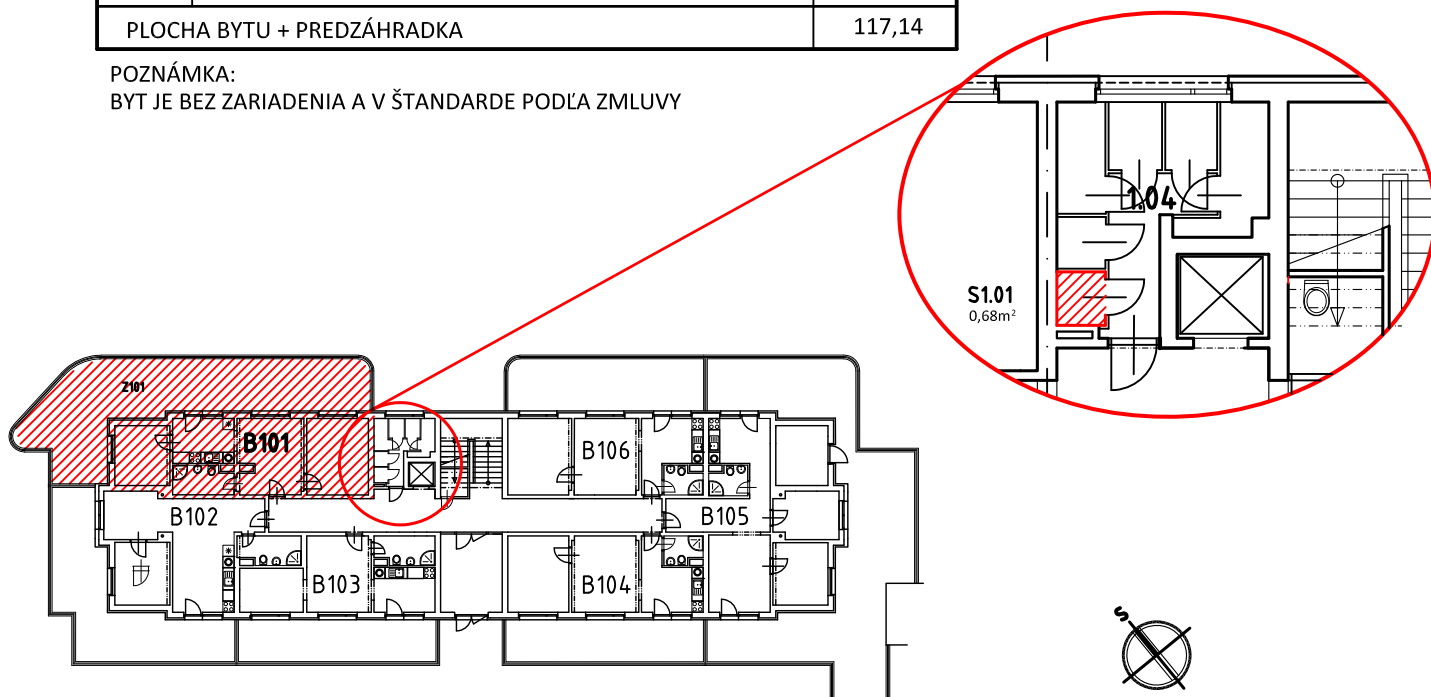 PLOCHA BYTU + PREDZÁHRADKA 117,14
POZNÁMKA:
BYT JE BEZ ZARIADENIA A V ŠTANDARDE PODĽA ZMLUVY
1.04
S1.01
0,68m²
Z101
B101
B106
B102
B105
B103
B104
S